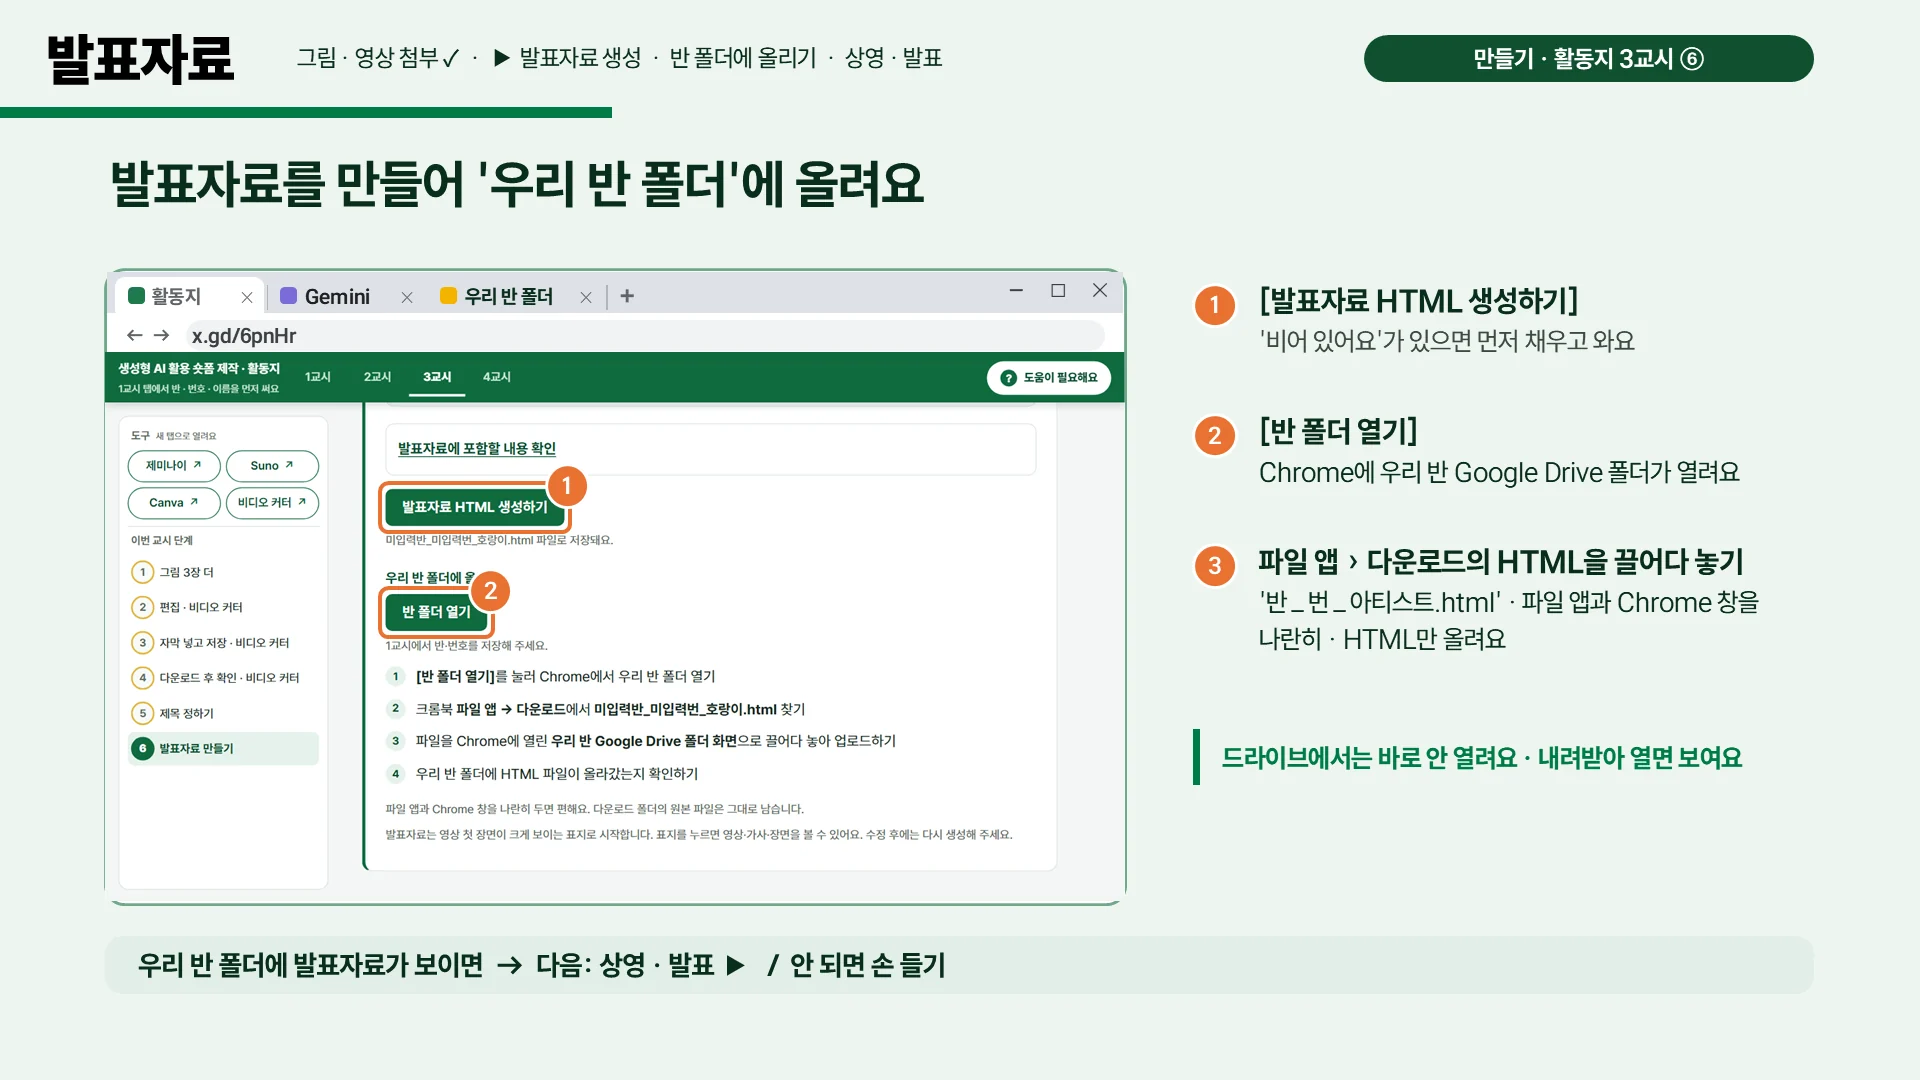 발표자료
그림 · 영상 첨부 ✓ · ▶ 발표자료 생성 · 반 폴더에 올리기 · 상영 · 발표
만들기 · 활동지 3교시 ⑥
발표자료를 만들어 '우리 반 폴더'에 올려요
활동지 Gemini 우리 반 폴더
x.gd/6pnHr
생성형 AI 활용 숏폼 제작 · 활동지
1교시 탭에서 반 · 번호 · 이름을 먼저 써요
1교시 2교시 3교시 4교시
? 도움이 필요해요
도구 새 탭으로 열려요
제미나이 ↗ Suno ↗
Canva ↗ 비디오 커터 ↗
이번 교시 단계
1 그림 3장 더
2 편집 · 비디오 커터
3 자막 넣고 저장 · 비디오 커터
4 다운로드 후 확인 · 비디오 커터
5 제목 정하기
6 발표자료 만들기
발표자료에 포함할 내용 확인
1
발표자료 HTML 생성하기
미입력반_미입력번_호랑이.html 파일로 저장돼요.
우리 반 폴더에
2
반 폴더 열기
1교시에서 반·번호를 저장해 주세요.
1 [반 폴더 열기]를 눌러 Chrome에서 우리 반 폴더 열기
2 크롬북 파일 앱 → 다운로드에서 미입력반_미입력번_호랑이.html 찾기
3 파일을 Chrome에 열린 우리 반 Google Drive 폴더 화면으로 끌어다 놓아 업로드하기
4 우리 반 폴더에 HTML 파일이 올라갔는지 확인하기
파일 앱과 Chrome 창을 나란히 두면 편해요. 다운로드 폴더의 원본 파일은 그대로 남습니다.
발표자료는 영상 첫 장면이 크게 보이는 표지로 시작합니다. 표지를 누르면 영상·가사·장면을 볼 수 있어요. 수정 후에는 다시 생성해 주세요.
1 [발표자료 HTML 생성하기]
'비어 있어요'가 있으면 먼저 채우고 와요
2 [반 폴더 열기]
Chrome에 우리 반 Google Drive 폴더가 열려요
3 파일 앱 › 다운로드의 HTML을 끌어다 놓기
'반 _ 번 _ 아티스트.html' · 파일 앱과 Chrome 창을
나란히 · HTML만 올려요
드라이브에서는 바로 안 열려요 · 내려받아 열면 보여요
우리 반 폴더에 발표자료가 보이면 → 다음: 상영 · 발표 ▶ / 안 되면 손 들기